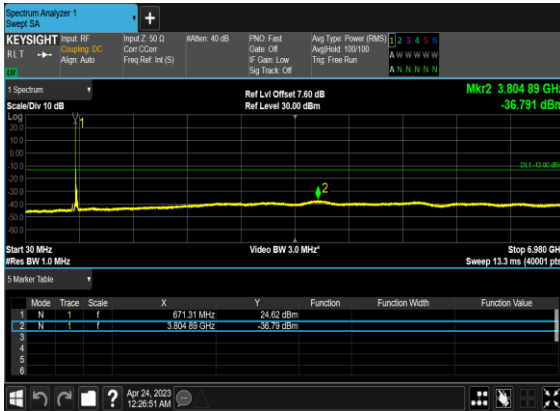 Spectrum Analyzer 1
Swept SA
+
KEYSIGHT
RLT
LXI
Input: RF
Coupling: DC
Align: Auto
Input Z: 50 Ω
Corr CCorr
Freq Ref: Int (S)
#Atten: 40 dB
PNO: Fast
Gate: Off
IF Gain: Low
Sig Track: Off
Avg Type: Power (RMS)
Avg|Hold: 100/100
Trig: Free Run
1 2 3 4 5 6
A W W W W W
A N N N N N
1 Spectrum
Scale/Div 10 dB
Ref Lvl Offset 7.60 dB
Ref Level 30.00 dBm
Mkr2 3.804 89 GHz
-36.791 dBm
Log
20.0
10.0
0.00
-10.0
-20.0
-30.0
-40.0
-50.0
-60.0
1
2
DL1 -13.00 dBm
Start 30 MHz
#Res BW 1.0 MHz
Video BW 3.0 MHz*
Stop 6.980 GHz
Sweep 13.3 ms (40001 pts)
5 Marker Table
Mode Trace Scale X Y Function Function Width Function Value
1 N 1 f 671.31 MHz 24.62 dBm
2 N 1 f 3.804 89 GHz -36.79 dBm
3
4
5
6
?
Apr 24, 2023
12:26:51 AM